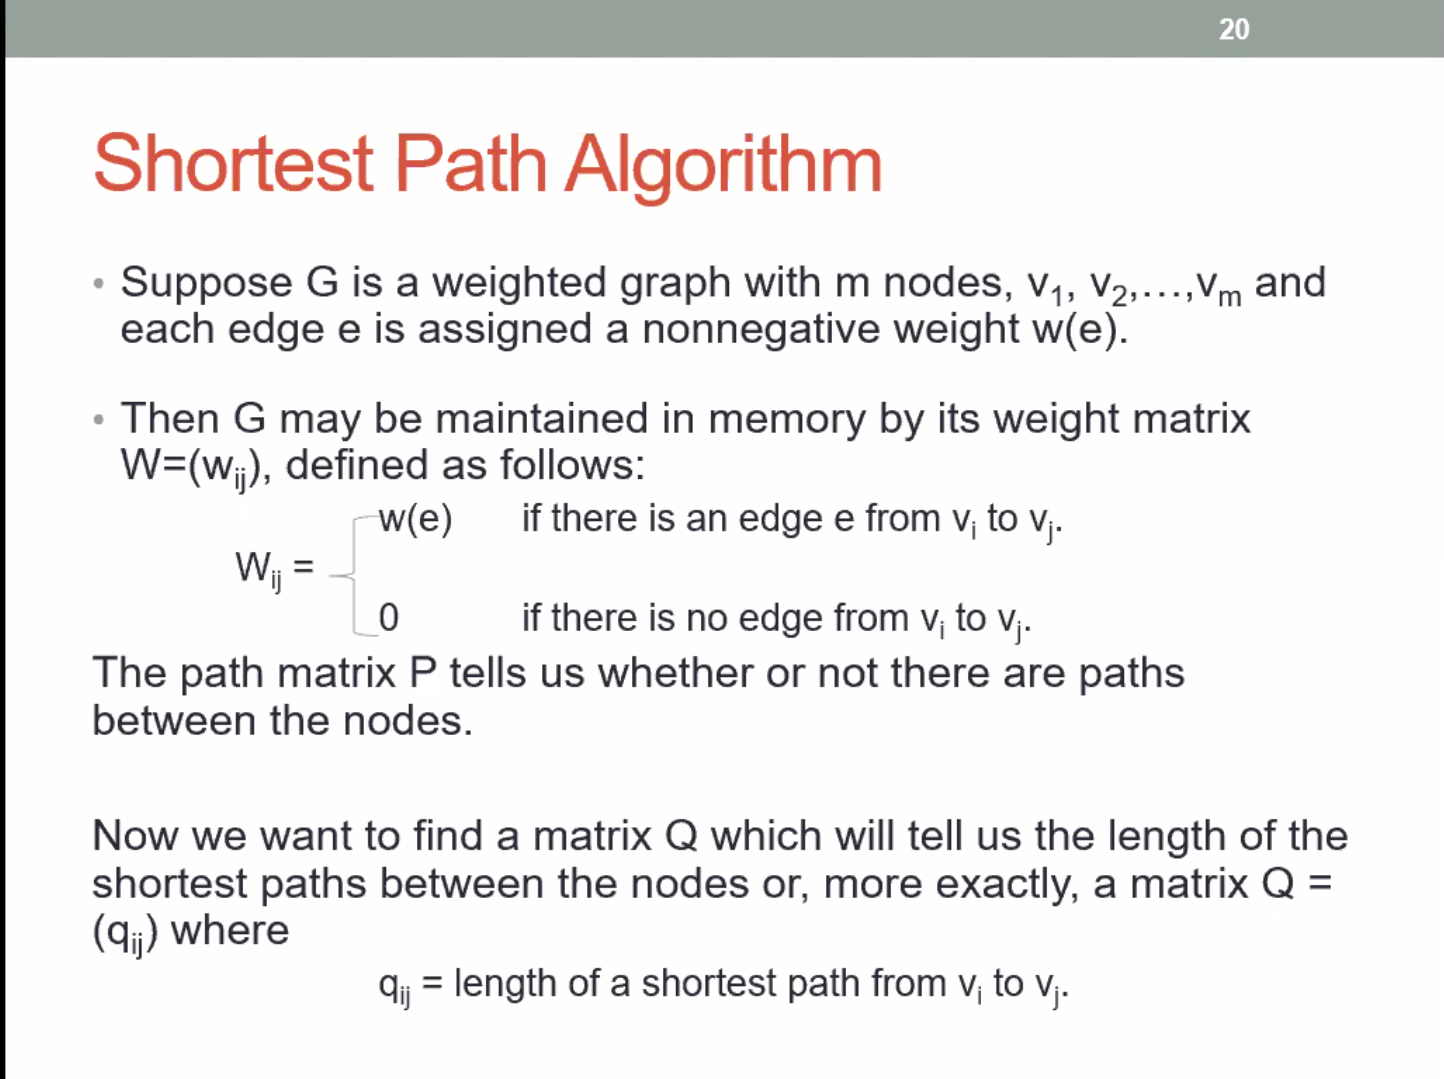 20
Shortest Path Algorithm
• Suppose G is a weighted graph with m nodes, v₁, v₂,...,vₘ and
each edge e is assigned a nonnegative weight w(e).
• Then G may be maintained in memory by its weight matrix
W=(wᵢⱼ), defined as follows:
w(e) if there is an edge e from vᵢ to vⱼ.
Wᵢⱼ =
0 if there is no edge from vᵢ to vⱼ.
The path matrix P tells us whether or not there are paths
between the nodes.
Now we want to find a matrix Q which will tell us the length of the
shortest paths between the nodes or, more exactly, a matrix Q =
(qᵢⱼ) where
qᵢⱼ = length of a shortest path from vᵢ to vⱼ.